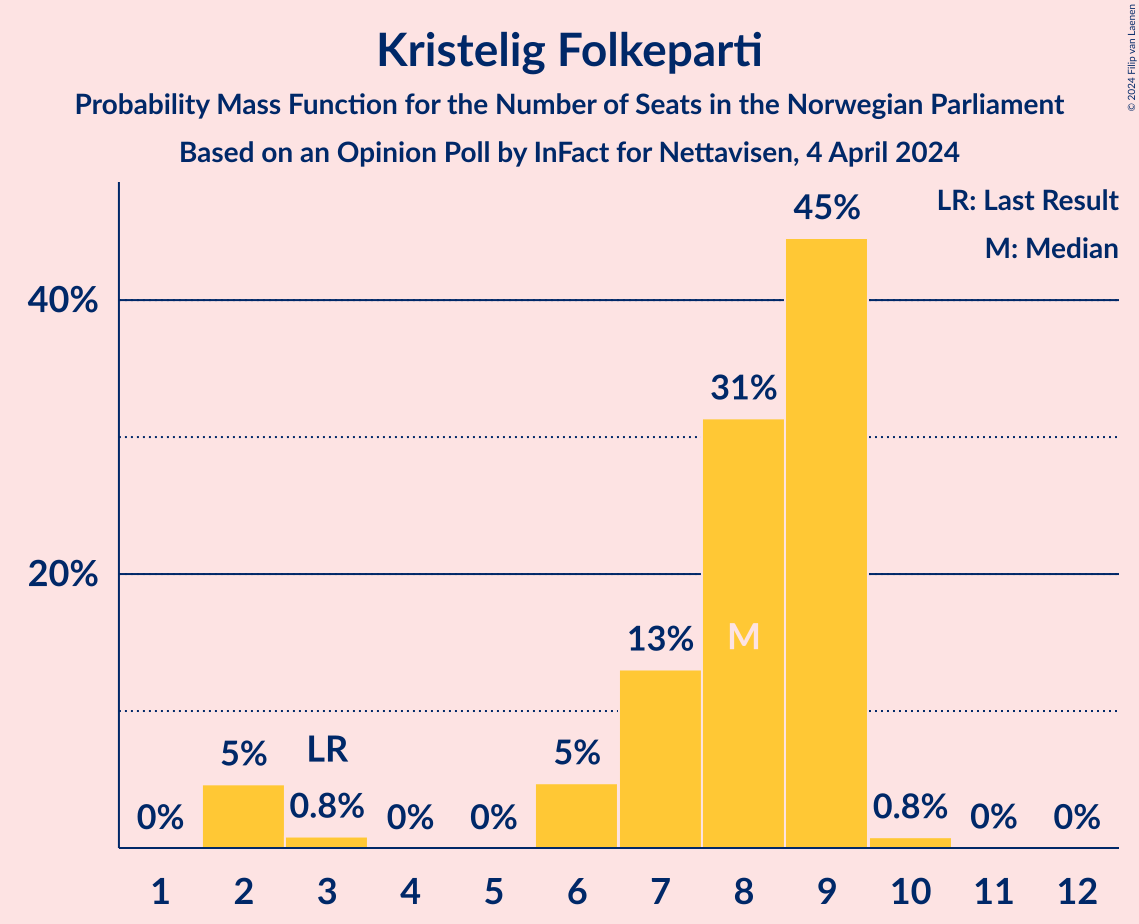 Kristelig Folkeparti
Probability Mass Function for the Number of Seats in the Norwegian Parliament
Based on an Opinion Poll by InFact for Nettavisen, 4 April 2024
© 2024 Filip van Laenen
LR: Last Result
M: Median
45%
40%
31%
20%
13%
M
5%
LR
5%
0%
0.8%
0%
0%
0.8%
0%
0%
1 2 3 4 5 6 7 8 9 10 11 12